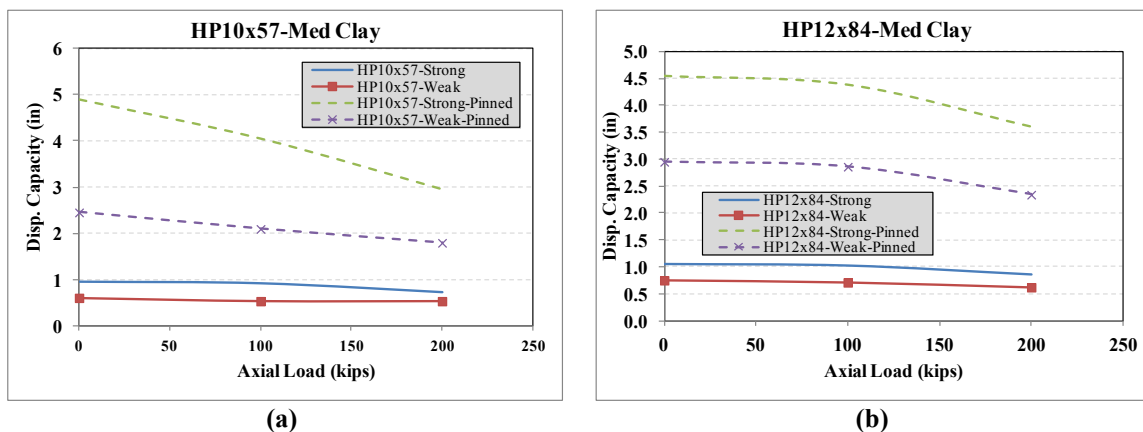 HP10x57-Med Clay
6
5
4
3
2
1
0
Disp. Capacity (in)
HP10x57-Strong
HP10x57-Weak
HP10x57-Strong-Pinned
HP10x57-Weak-Pinned
0 50 100 150 200 250
Axial Load (kips)
(a)
HP12x84-Med Clay
5.0
4.5
4.0
3.5
3.0
2.5
2.0
1.5
1.0
0.5
0.0
Disp. Capacity (in)
HP12x84-Strong
HP12x84-Weak
HP12x84-Strong-Pinned
HP12x84-Weak-Pinned
0 50 100 150 200 250
Axial Load (kips)
(b)